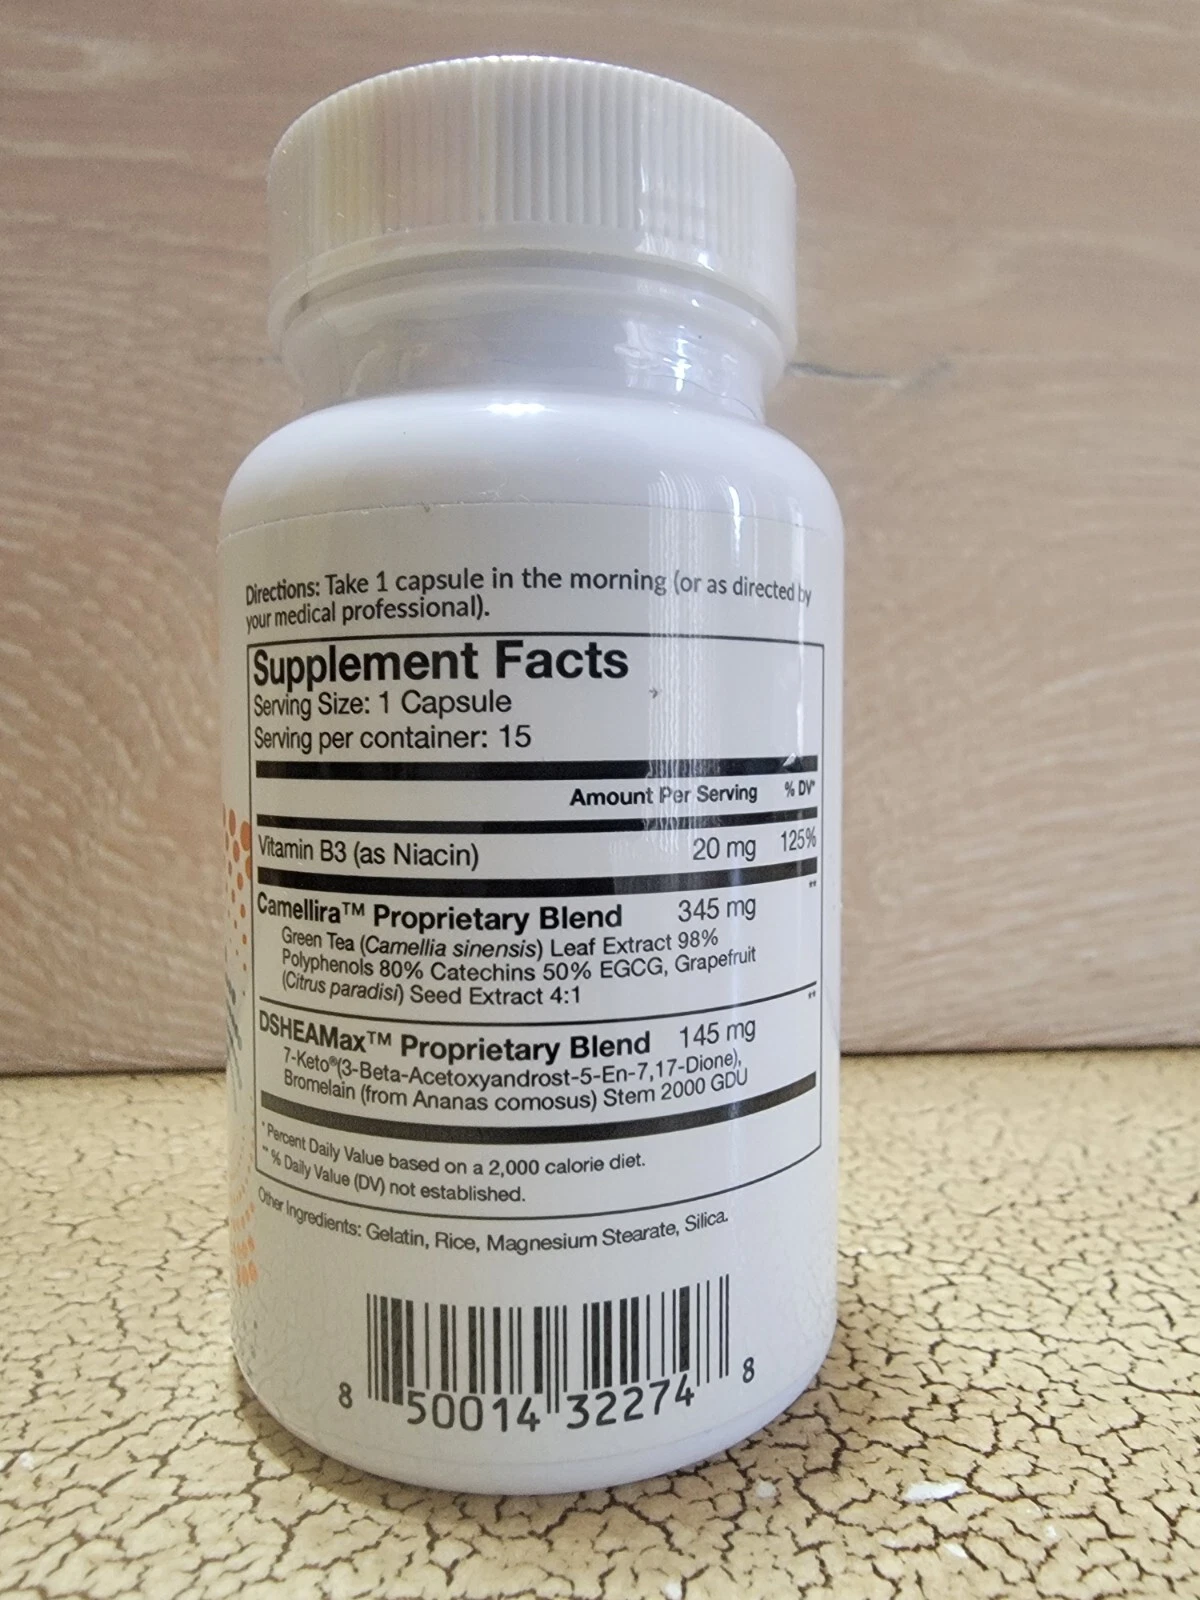 Directions: Take 1 capsule in the morning (or as directed by
your medical professional).
Supplement Facts
Serving Size: 1 Capsule
Serving per container: 15
Amount Per Serving % DV*
Vitamin B3 (as Niacin) 20 mg 125%
Camellira™ Proprietary Blend 345 mg **
Green Tea (Camellia sinensis) Leaf Extract 98%
Polyphenols 80% Catechins 50% EGCG, Grapefruit
(Citrus paradisi) Seed Extract 4:1
DSHEAMax™ Proprietary Blend 145 mg **
7-Keto®(3-Beta-Acetoxyandrost-5-En-7,17-Dione),
Bromelain (from Ananas comosus) Stem 2000 GDU
*Percent Daily Value based on a 2,000 calorie diet.
** % Daily Value (DV) not established.
Other Ingredients: Gelatin, Rice, Magnesium Stearate, Silica.
8 50014 32274 8